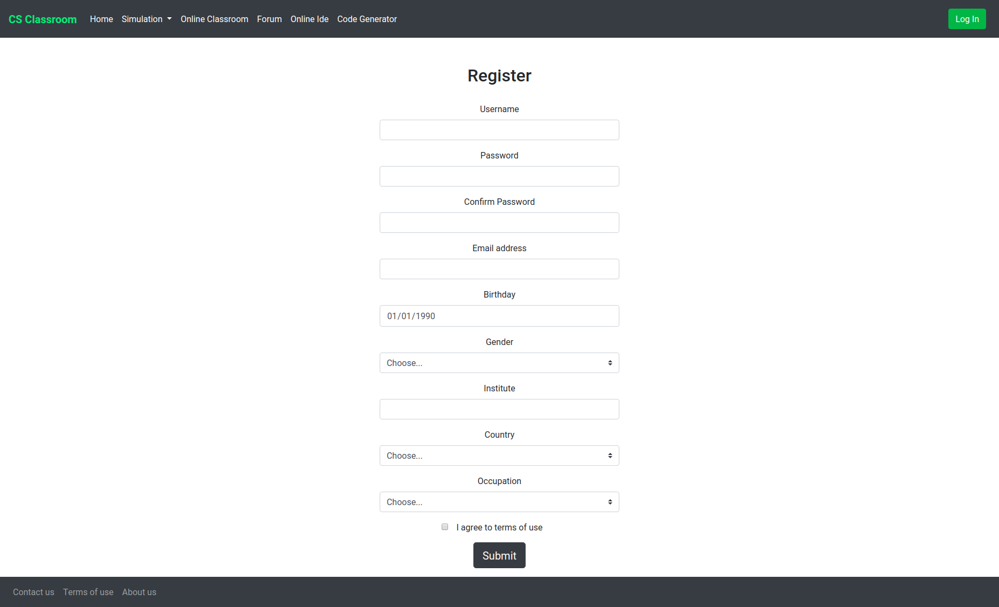 CS Classroom Home Simulation Online Classroom Forum Online Ide Code Generator Log In
Register
Username
Password
Confirm Password
Email address
Birthday
01/01/1990
Gender
Choose...
Institute
Country
Choose...
Occupation
Choose...
I agree to terms of use
Submit
Contact us Terms of use About us